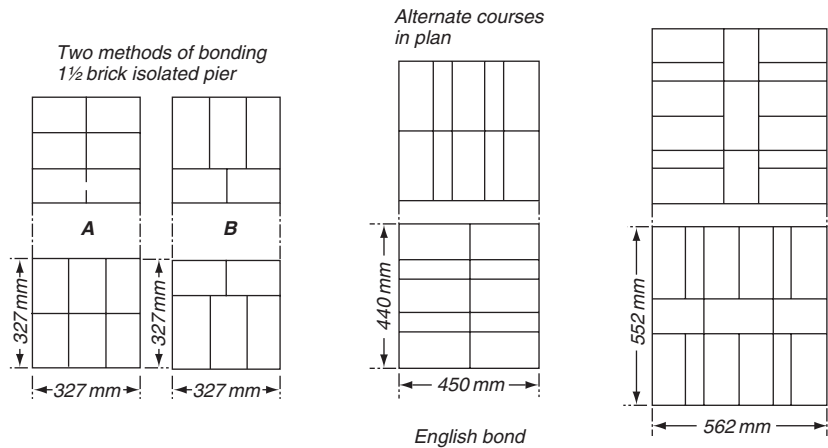 Two methods of bonding
1½ brick isolated pier
Alternate courses
in plan
A
B
327 mm
327 mm
327 mm
327 mm
440 mm
450 mm
552 mm
562 mm
English bond